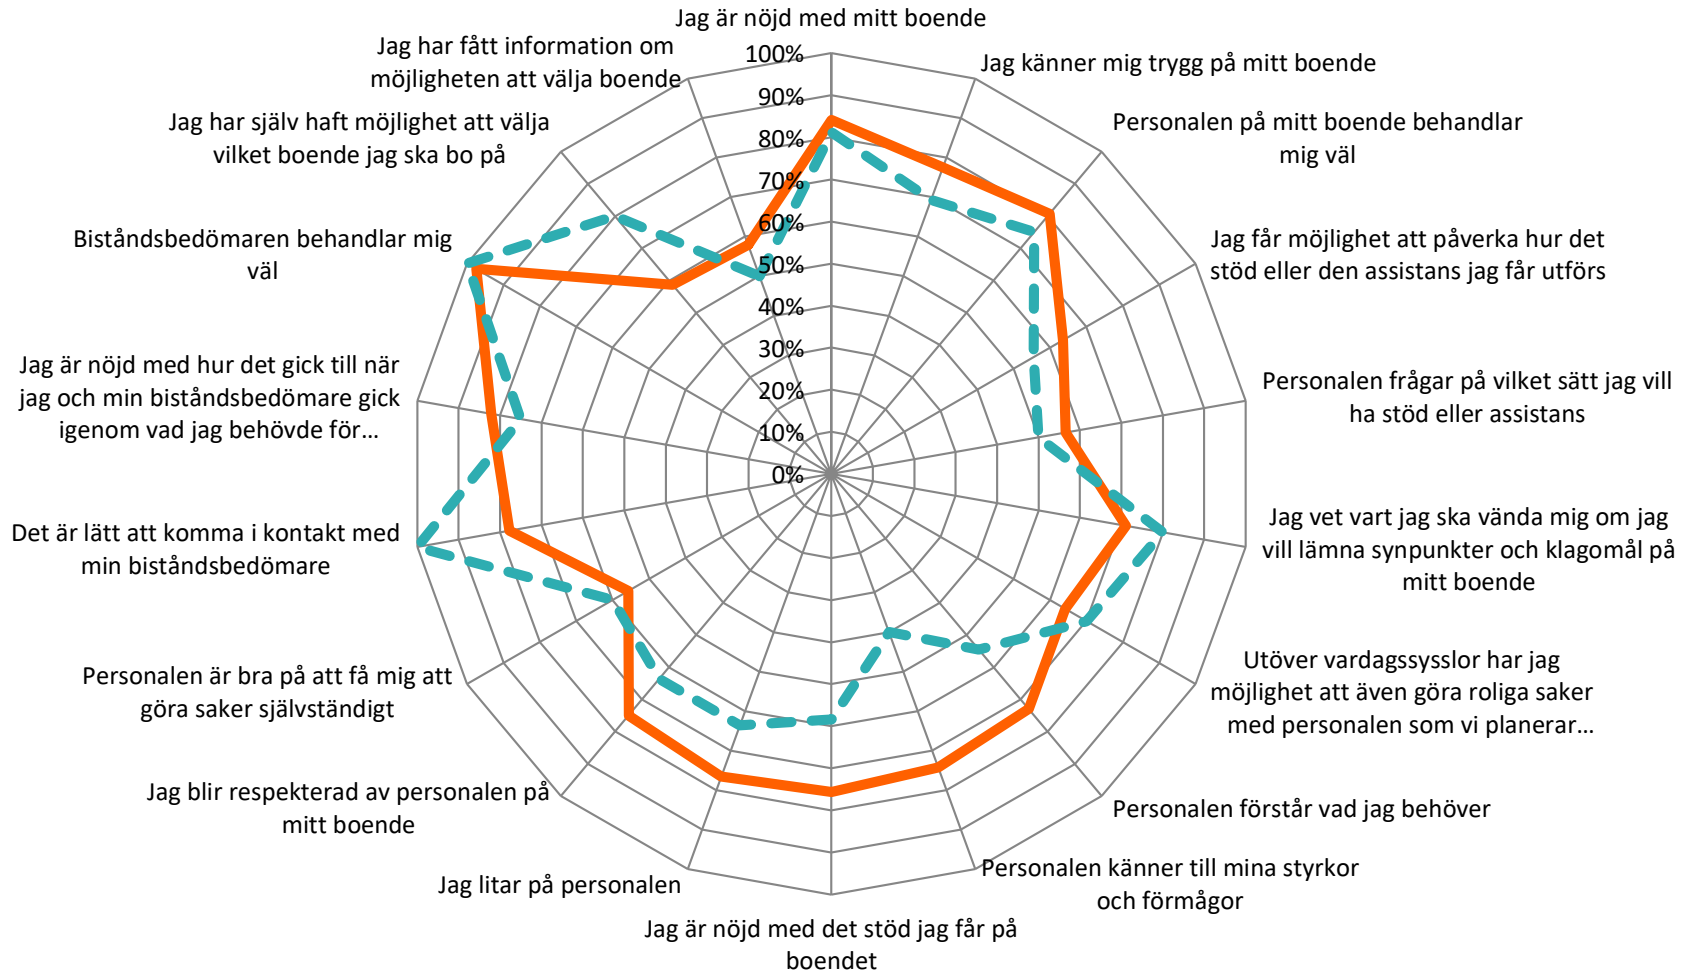 Jag är nöjd med mitt boende
Jag känner mig trygg på mitt boende
Personalen på mitt boende behandlar
mig väl
Jag får möjlighet att påverka hur det
stöd eller den assistans jag får utförs
Personalen frågar på vilket sätt jag vill
ha stöd eller assistans
Jag vet vart jag ska vända mig om jag
vill lämna synpunkter och klagomål på
mitt boende
Utöver vardagssysslor har jag
möjlighet att även göra roliga saker
med personalen som vi planerar…
Personalen förstår vad jag behöver
Personalen känner till mina styrkor
och förmågor
Jag är nöjd med det stöd jag får på
boendet
Jag litar på personalen
Jag blir respekterad av personalen på
mitt boende
Personalen är bra på att få mig att
göra saker självständigt
Det är lätt att komma i kontakt med
min biståndsbedömare
Jag är nöjd med hur det gick till när
jag och min biståndsbedömare gick
igenom vad jag behövde för…
Biståndsbedömaren behandlar mig
väl
Jag har själv haft möjlighet att välja
vilket boende jag ska bo på
Jag har fått information om
möjligheten att välja boende
100%
90%
80%
70%
60%
50%
40%
30%
20%
10%
0%